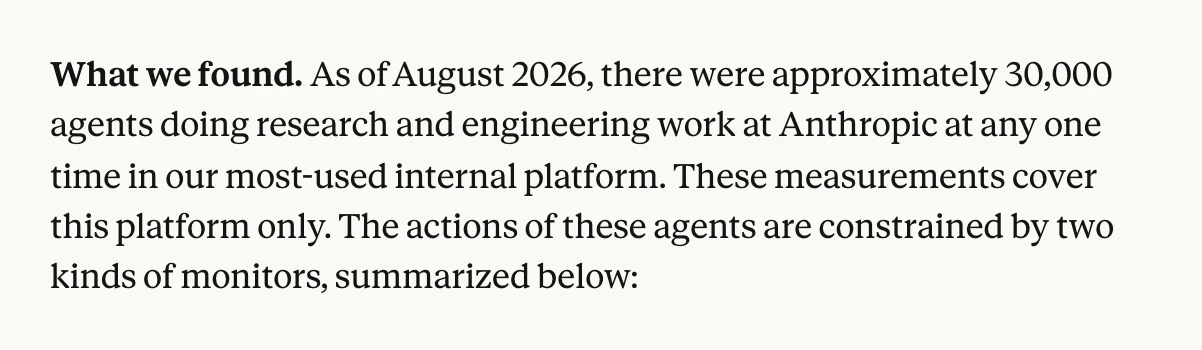 What we found. As of August 2026, there were approximately 30,000
agents doing research and engineering work at Anthropic at any one
time in our most-used internal platform. These measurements cover
this platform only. The actions of these agents are constrained by two
kinds of monitors, summarized below: